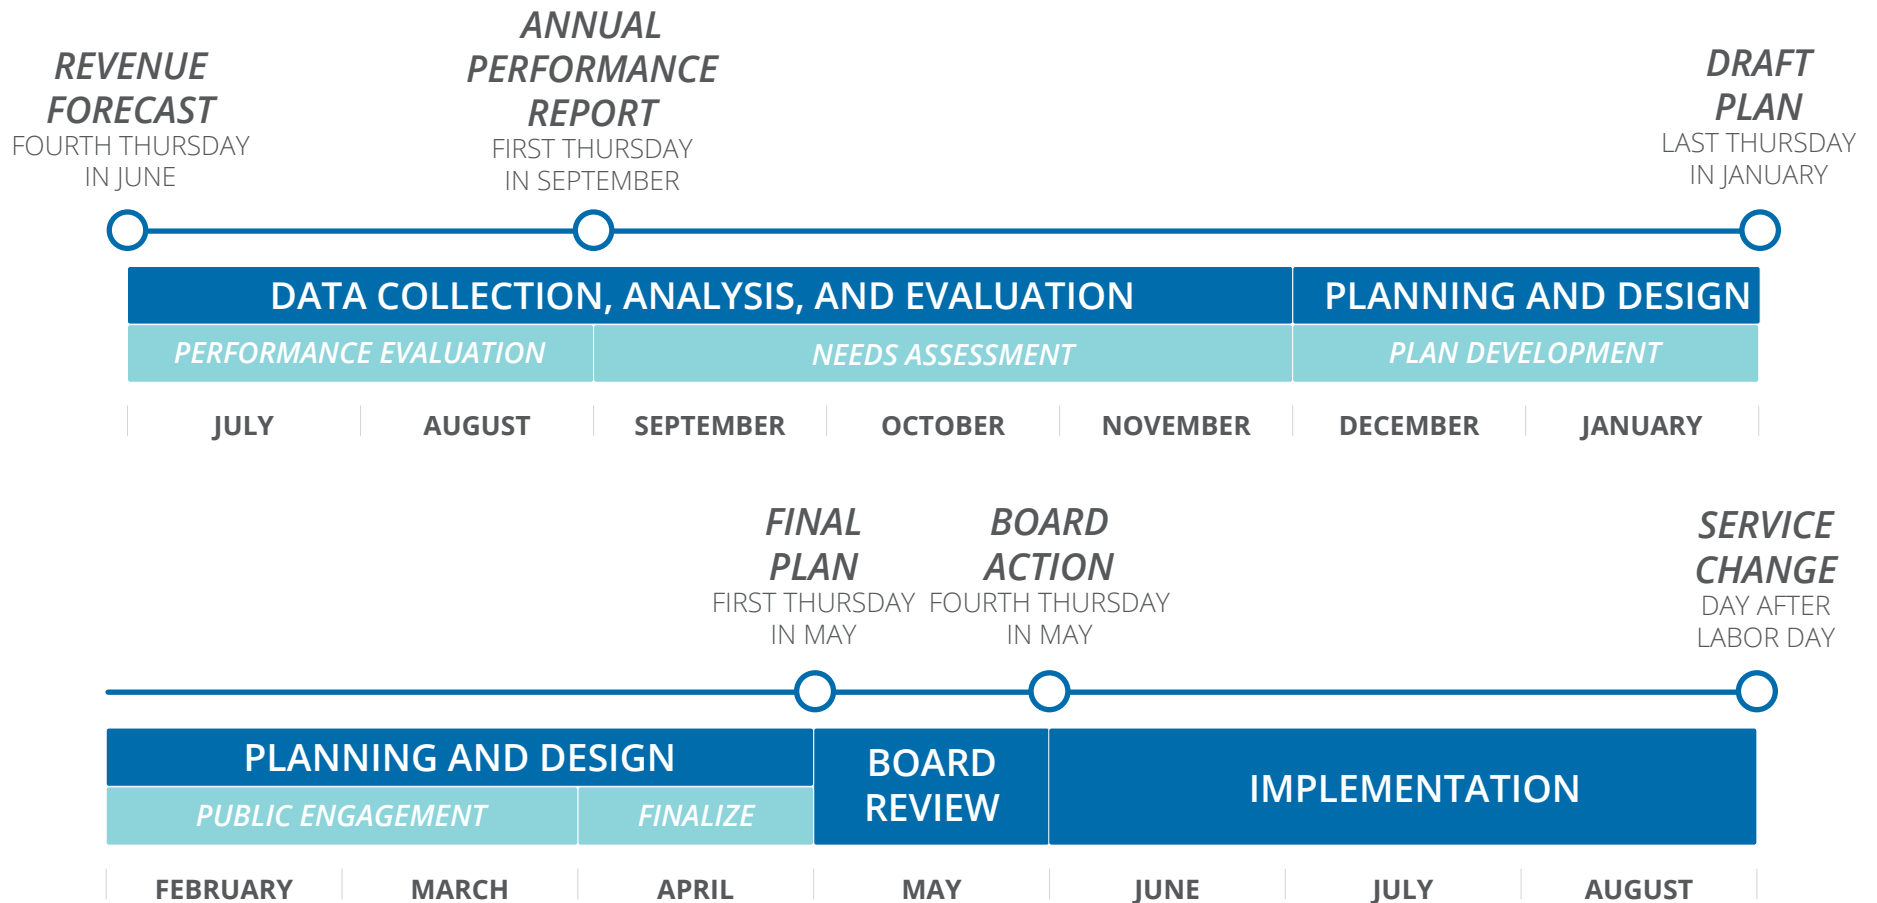 REVENUE
FORECAST
FOURTH THURSDAY
IN JUNE
ANNUAL
PERFORMANCE
REPORT
FIRST THURSDAY
IN SEPTEMBER
DRAFT
PLAN
LAST THURSDAY
IN JANUARY
DATA COLLECTION, ANALYSIS, AND EVALUATION
PLANNING AND DESIGN
PERFORMANCE EVALUATION
NEEDS ASSESSMENT
PLAN DEVELOPMENT
JULY
AUGUST
SEPTEMBER
OCTOBER
NOVEMBER
DECEMBER
JANUARY
FINAL
PLAN
FIRST THURSDAY
IN MAY
BOARD
ACTION
FOURTH THURSDAY
IN MAY
SERVICE
CHANGE
DAY AFTER
LABOR DAY
PLANNING AND DESIGN
PUBLIC ENGAGEMENT
FINALIZE
BOARD
REVIEW
IMPLEMENTATION
FEBRUARY
MARCH
APRIL
MAY
JUNE
JULY
AUGUST